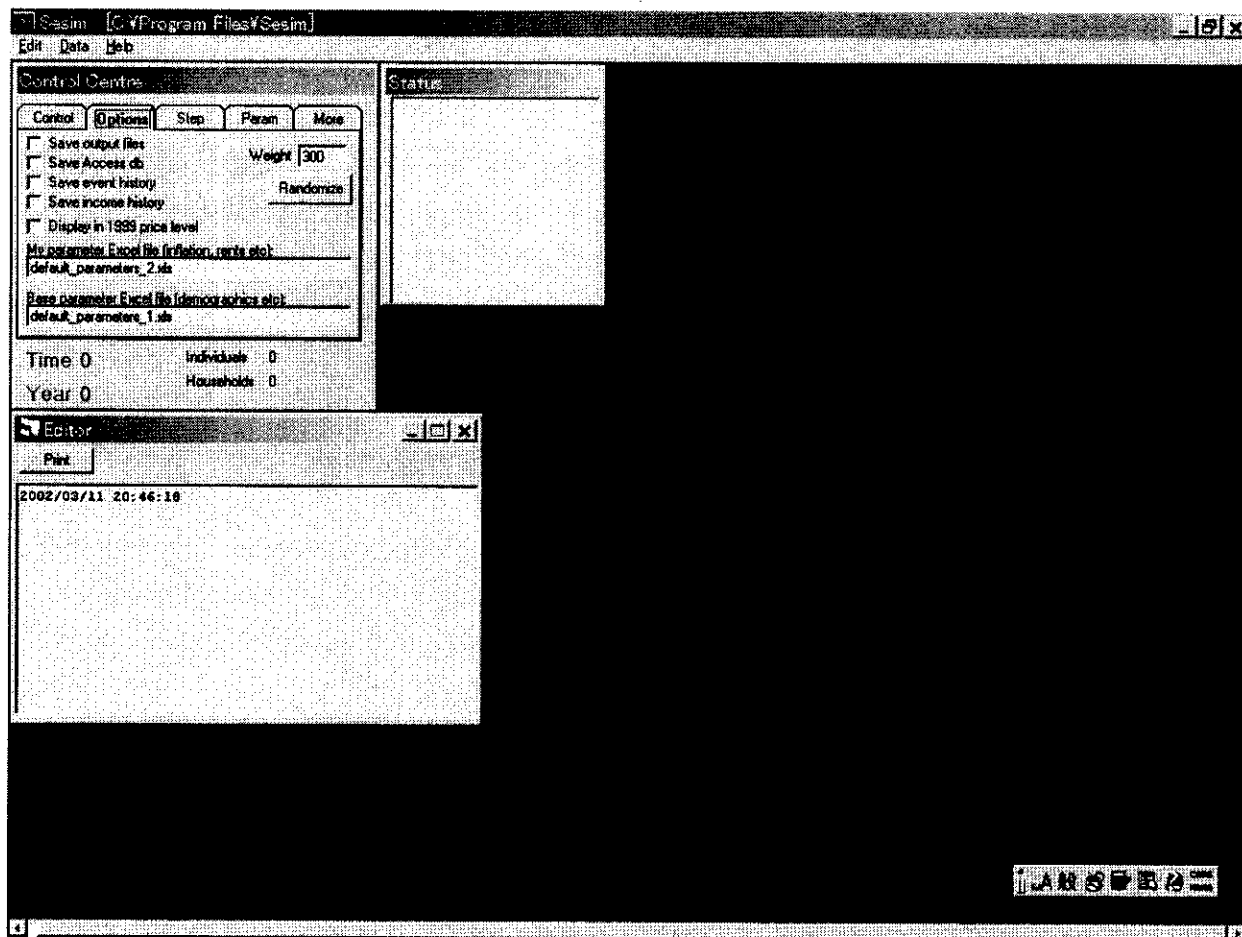 Sesim [C:¥Program Files¥Sesim]
Edit Data Help
Control Centre
Control Options Step Param More
Save output files
Save Access db
Save event history
Save income history
Display in 1999 price level
Weight 300
Randomize
My parameter Excel file (inflation, rents etc):
default_parameters_2.xls
Base parameter Excel file (demographics etc):
default_parameters_1.xls
Time 0
Year 0
Individuals 0
Households 0
Status
Editor
Print
2002/03/11 20:46:18